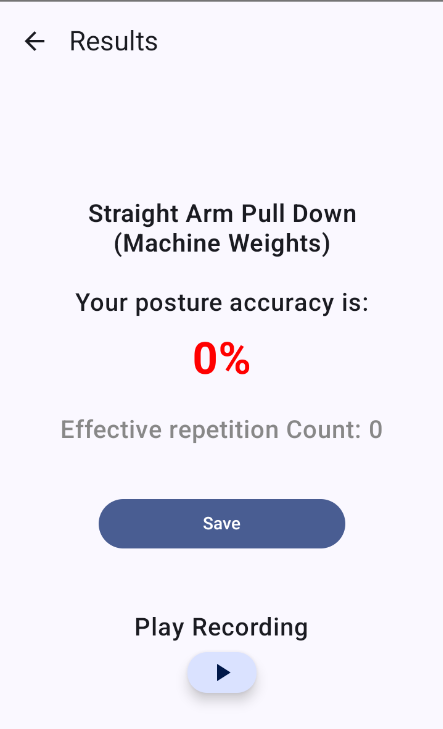 Results
Straight Arm Pull Down
(Machine Weights)
Your posture accuracy is:
0%
Effective repetition Count: 0
Save
Play Recording